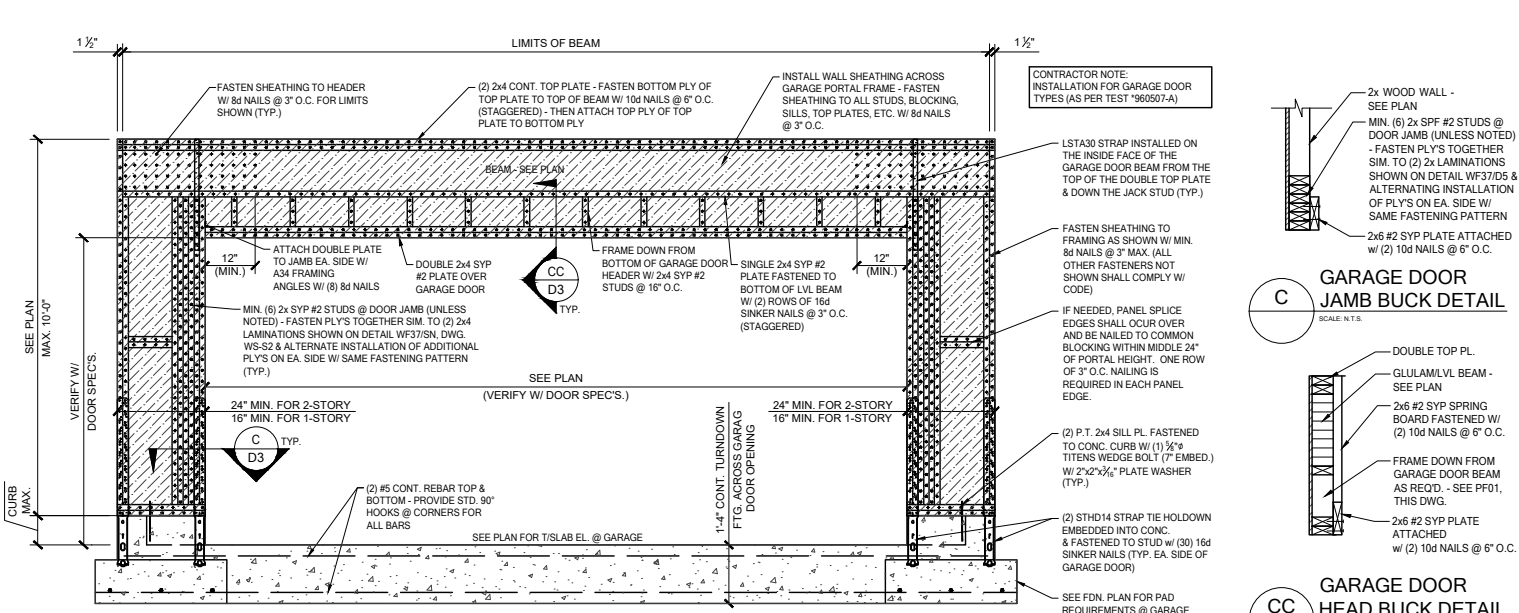 1 ½"
LIMITS OF BEAM
1 ½"
FASTEN SHEATHING TO HEADER
W/ 8d NAILS @ 3" O.C. FOR LIMITS
SHOWN (TYP.)
(2) 2x4 CONT. TOP PLATE - FASTEN BOTTOM PLY OF
TOP PLATE TO TOP OF BEAM W/ 10d NAILS @ 6" O.C.
(STAGGERED) - THEN ATTACH TOP PLY OF TOP
PLATE TO BOTTOM PLY
INSTALL WALL SHEATHING ACROSS
GARAGE PORTAL FRAME - FASTEN
SHEATHING TO ALL STUDS, BLOCKING,
SILLS, TOP PLATES, ETC. W/ 8d NAILS
@ 3" O.C.
CONTRACTOR NOTE:
INSTALLATION FOR GARAGE DOOR
TYPES (AS PER TEST "960507-A)
LSTA30 STRAP INSTALLED ON
THE INSIDE FACE OF THE
GARAGE DOOR BEAM FROM THE
TOP OF THE DOUBLE TOP PLATE
& DOWN THE JACK STUD (TYP.)
BEAM - SEE PLAN
ATTACH DOUBLE PLATE
TO JAMB EA. SIDE W/
A34 FRAMING
ANGLES W/ (8) 8d NAILS
12"
(MIN.)
DOUBLE 2x4 SYP
#2 PLATE OVER
GARAGE DOOR
CC
D3
TYP.
FRAME DOWN FROM
BOTTOM OF GARAGE DOOR
HEADER W/ 2x4 SYP #2
STUDS @ 16" O.C.
SINGLE 2x4 SYP #2
PLATE FASTENED TO
BOTTOM OF LVL BEAM
W/ (2) ROWS OF 16d
SINKER NAILS @ 3" O.C.
(STAGGERED)
12"
(MIN.)
FASTEN SHEATHING TO
FRAMING AS SHOWN W/ MIN.
8d NAILS @ 3" MAX. (ALL
OTHER FASTENERS NOT
SHOWN SHALL COMPLY W/
CODE)
MIN. (6) 2x SYP #2 STUDS @ DOOR JAMB (UNLESS
NOTED) - FASTEN PLY'S TOGETHER SIM. TO (2) 2x4
LAMINATIONS SHOWN ON DETAIL WF37/SN, DWG.
WS-S2 & ALTERNATE INSTALLATION OF ADDITIONAL
PLY'S ON EA. SIDE W/ SAME FASTENING PATTERN
(TYP.)
IF NEEDED, PANEL SPLICE
EDGES SHALL OCUR OVER
AND BE NAILED TO COMMON
BLOCKING WITHIN MIDDLE 24"
OF PORTAL HEIGHT. ONE ROW
OF 3" O.C. NAILING IS
REQUIRED IN EACH PANEL
EDGE.
SEE PLAN
MAX. 10'-0"
VERIFY W/
DOOR SPEC'S.
CURB
MAX.
SEE PLAN
(VERIFY W/ DOOR SPEC'S.)
24" MIN. FOR 2-STORY
16" MIN. FOR 1-STORY
24" MIN. FOR 2-STORY
16" MIN. FOR 1-STORY
C
D3
TYP.
1'-4" CONT. TURNDOWN
FTG. ACROSS GARAG
DOOR OPENING
(2) P.T. 2x4 SILL PL. FASTENED
TO CONC. CURB W/ (1) ⅝"ø
TITENS WEDGE BOLT (7" EMBED.)
W/ 2"x2"x3⁄16" PLATE WASHER
(TYP.)
(2) #5 CONT. REBAR TOP &
BOTTOM - PROVIDE STD. 90°
HOOKS @ CORNERS FOR
ALL BARS
SEE PLAN FOR T/SLAB EL. @ GARAGE
(2) STHD14 STRAP TIE HOLDOWN
EMBEDDED INTO CONC.
& FASTENED TO STUD w/ (30) 16d
SINKER NAILS (TYP. EA. SIDE OF
GARAGE DOOR)
SEE FDN. PLAN FOR PAD
REQUIREMENTS @ GARAGE
2x WOOD WALL -
SEE PLAN
MIN. (6) 2x SPF #2 STUDS @
DOOR JAMB (UNLESS NOTED)
- FASTEN PLY'S TOGETHER
SIM. TO (2) 2x LAMINATIONS
SHOWN ON DETAIL WF37/D5 &
ALTERNATING INSTALLATION
OF PLY'S ON EA. SIDE W/
SAME FASTENING PATTERN
2x6 #2 SYP PLATE ATTACHED
w/ (2) 10d NAILS @ 6" O.C.
C
GARAGE DOOR
JAMB BUCK DETAIL
SCALE: N.T.S.
DOUBLE TOP PL.
GLULAM/LVL BEAM -
SEE PLAN
2x6 #2 SYP SPRING
BOARD FASTENED W/
(2) 10d NAILS @ 6" O.C.
FRAME DOWN FROM
GARAGE DOOR BEAM
AS REQ'D. - SEE PF01,
THIS DWG.
2x6 #2 SYP PLATE
ATTACHED
w/ (2) 10d NAILS @ 6" O.C.
CC
GARAGE DOOR
HEAD BUCK DETAIL